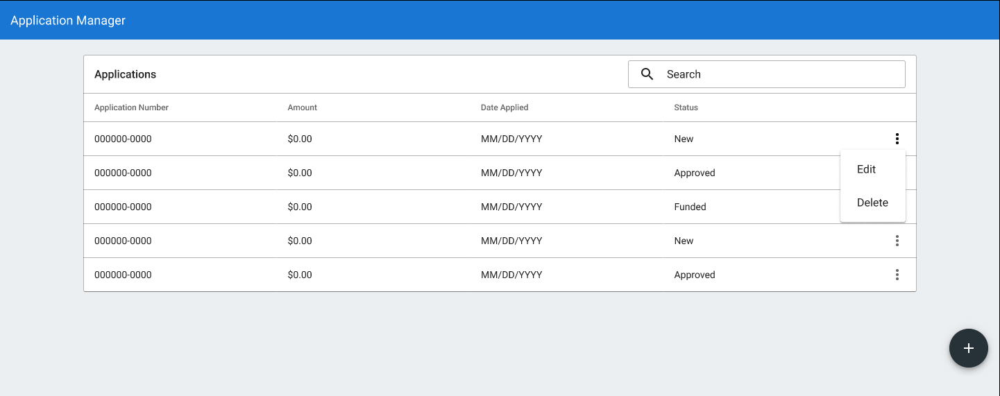 Application Manager
Applications
Search
Application Number Amount Date Applied Status
000000-0000 $0.00 MM/DD/YYYY New
Edit
000000-0000 $0.00 MM/DD/YYYY Approved
Delete
000000-0000 $0.00 MM/DD/YYYY Funded
000000-0000 $0.00 MM/DD/YYYY New
000000-0000 $0.00 MM/DD/YYYY Approved